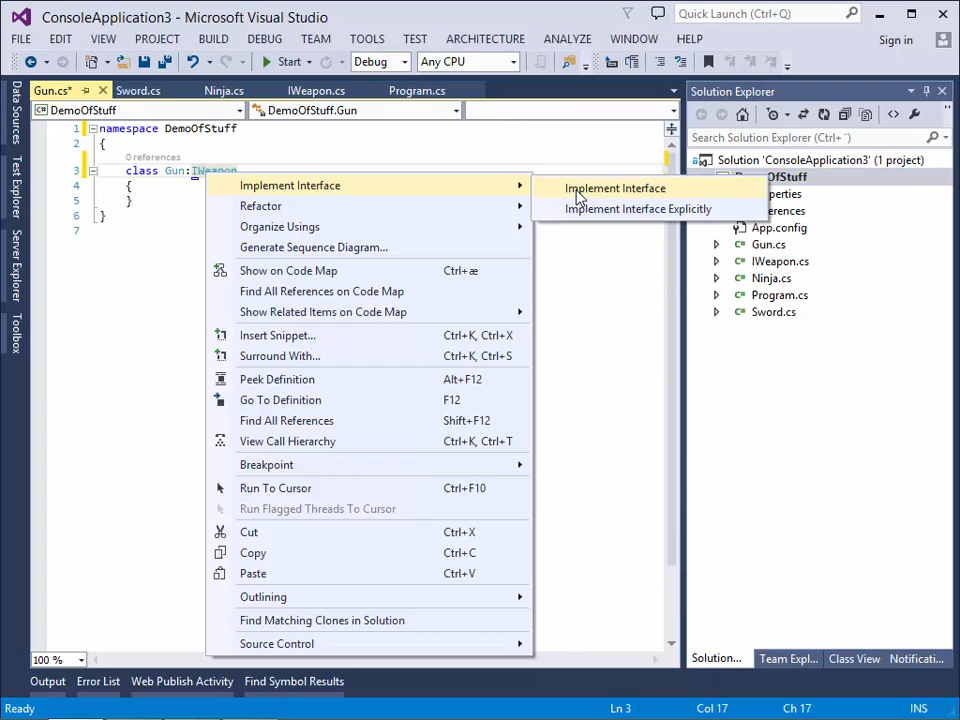 ConsoleApplication3 - Microsoft Visual Studio
Quick Launch (Ctrl+Q)
FILE EDIT VIEW PROJECT BUILD DEBUG TEAM TOOLS TEST ARCHITECTURE ANALYZE WINDOW HELP
Sign in
Start Debug Any CPU
Data Sources
Test Explorer
Server Explorer
Toolbox
Gun.cs* Sword.cs Ninja.cs IWeapon.cs Program.cs
DemoOfStuff DemoOfStuff.Gun
1 namespace DemoOfStuff
2 {
0 references
3 class Gun:IWeapon
4 {
5 }
6 }
7
Implement Interface
Refactor
Organize Usings
Generate Sequence Diagram...
Show on Code Map Ctrl+æ
Find All References on Code Map
Show Related Items on Code Map
Insert Snippet... Ctrl+K, Ctrl+X
Surround With... Ctrl+K, Ctrl+S
Peek Definition Alt+F12
Go To Definition F12
Find All References Shift+F12
View Call Hierarchy Ctrl+K, Ctrl+T
Breakpoint
Run To Cursor Ctrl+F10
Run Flagged Threads To Cursor
Cut Ctrl+X
Copy Ctrl+C
Paste Ctrl+V
Outlining
Find Matching Clones in Solution
Source Control
Implement Interface
Implement Interface Explicitly
Solution Explorer
Search Solution Explorer (Ctrl+¨)
Solution 'ConsoleApplication3' (1 project)
OfStuff
perties
erences
App.config
Gun.cs
IWeapon.cs
Ninja.cs
Program.cs
Sword.cs
Solution... Team Expl... Class View Notificati...
100 %
Output Error List Web Publish Activity Find Symbol Results
Ready Ln 3 Col 17 Ch 17 INS